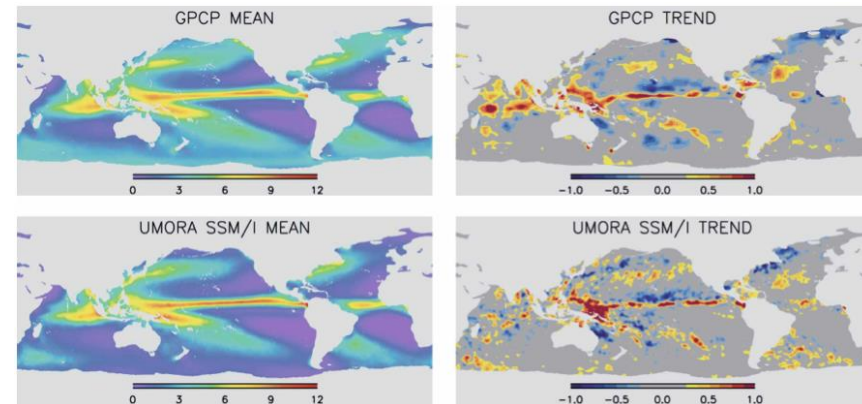 GPCP MEAN
GPCP TREND
0 3 6 9 12
−1.0 −0.5 0.0 0.5 1.0
UMORA SSM/I MEAN
UMORA SSM/I TREND
0 3 6 9 12
−1.0 −0.5 0.0 0.5 1.0